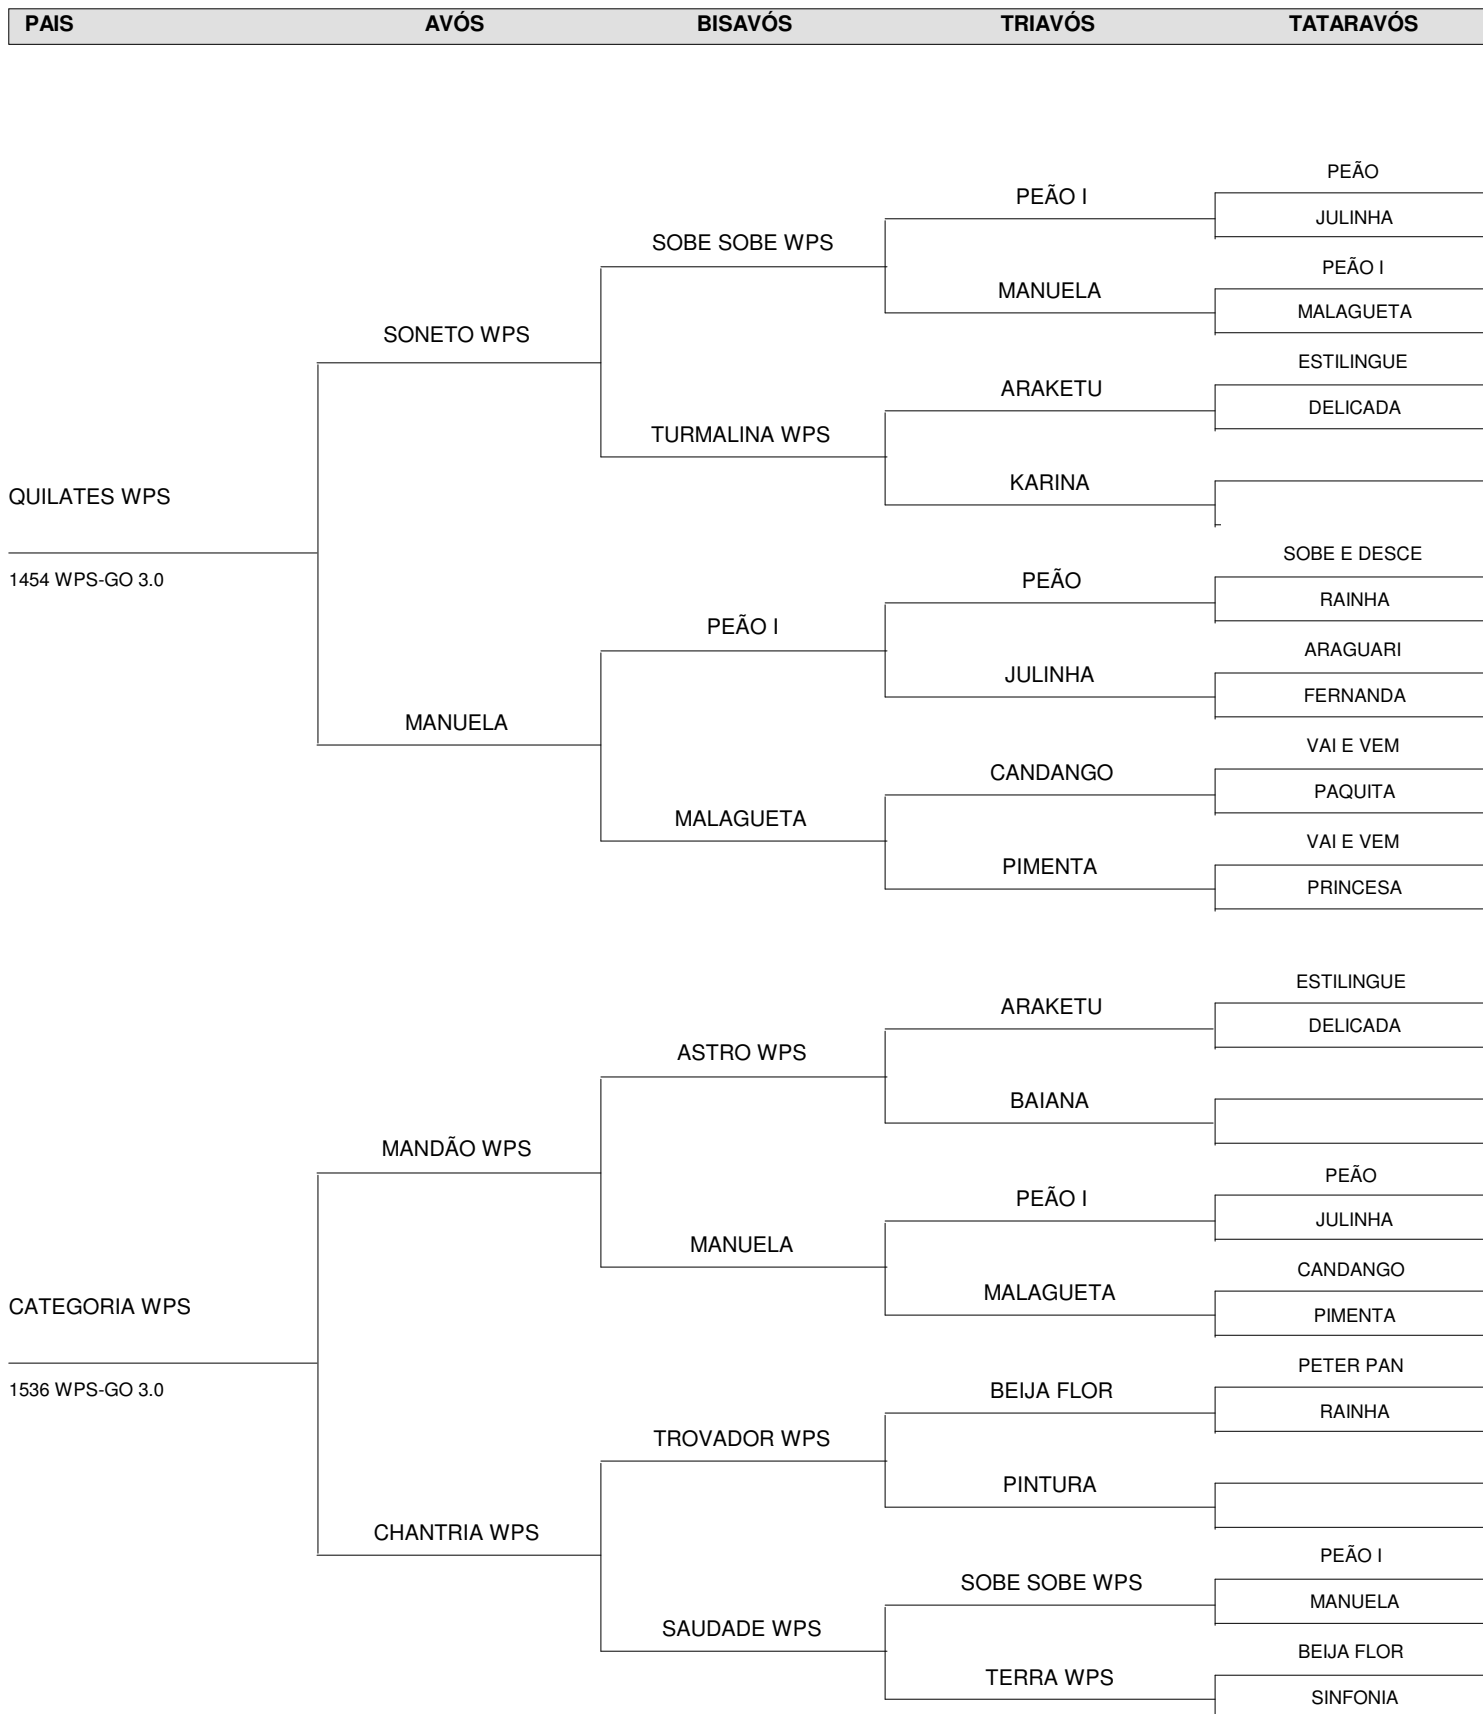 PAIS AVÓS BISAVÓS TRIAVÓS TATARAVÓS
PEÃO
PEÃO I
JULINHA
SOBE SOBE WPS
PEÃO I
MANUELA
MALAGUETA
SONETO WPS
ESTILINGUE
ARAKETU
DELICADA
TURMALINA WPS
KARINA
QUILATES WPS
SOBE E DESCE
1454 WPS-GO 3.0
PEÃO
RAINHA
PEÃO I
ARAGUARI
JULINHA
FERNANDA
MANUELA
VAI E VEM
CANDANGO
PAQUITA
MALAGUETA
VAI E VEM
PIMENTA
PRINCESA
ESTILINGUE
ARAKETU
DELICADA
ASTRO WPS
BAIANA
MANDÃO WPS
PEÃO
PEÃO I
JULINHA
MANUELA
CANDANGO
MALAGUETA
CATEGORIA WPS
PIMENTA
PETER PAN
1536 WPS-GO 3.0
BEIJA FLOR
RAINHA
TROVADOR WPS
PINTURA
CHANTRIA WPS
PEÃO I
SOBE SOBE WPS
MANUELA
SAUDADE WPS
BEIJA FLOR
TERRA WPS
SINFONIA